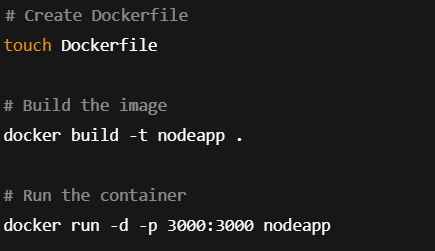 # Create Dockerfile
touch Dockerfile
# Build the image
docker build -t nodeapp .
# Run the container
docker run -d -p 3000:3000 nodeapp